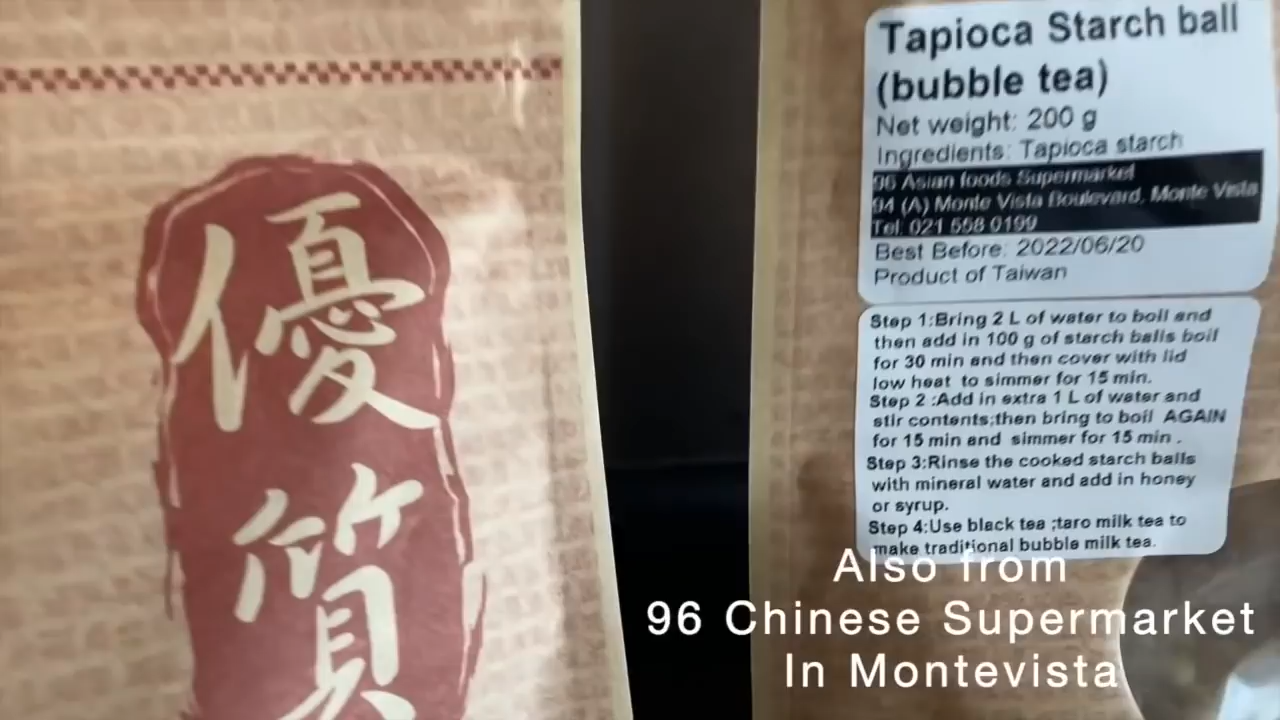 優
質
Tapioca Starch ball
(bubble tea)
Net weight: 200 g
Ingredients: Tapioca starch
96 Asian foods Supermarket
94 (A) Monte Vista Boulevard, Monte Vista
Tel: 021 558 0199
Best Before: 2022/06/20
Product of Taiwan
Step 1:Bring 2 L of water to boil and
then add in 100 g of starch balls boil
for 30 min and then cover with lid
low heat to simmer for 15 min.
Step 2 :Add in extra 1 L of water and
stir contents;then bring to boil AGAIN
for 15 min and simmer for 15 min .
Step 3:Rinse the cooked starch balls
with mineral water and add in honey
or syrup.
Step 4:Use black tea ;taro milk tea to
make traditional bubble milk tea.
Also from
96 Chinese Supermarket
In Montevista